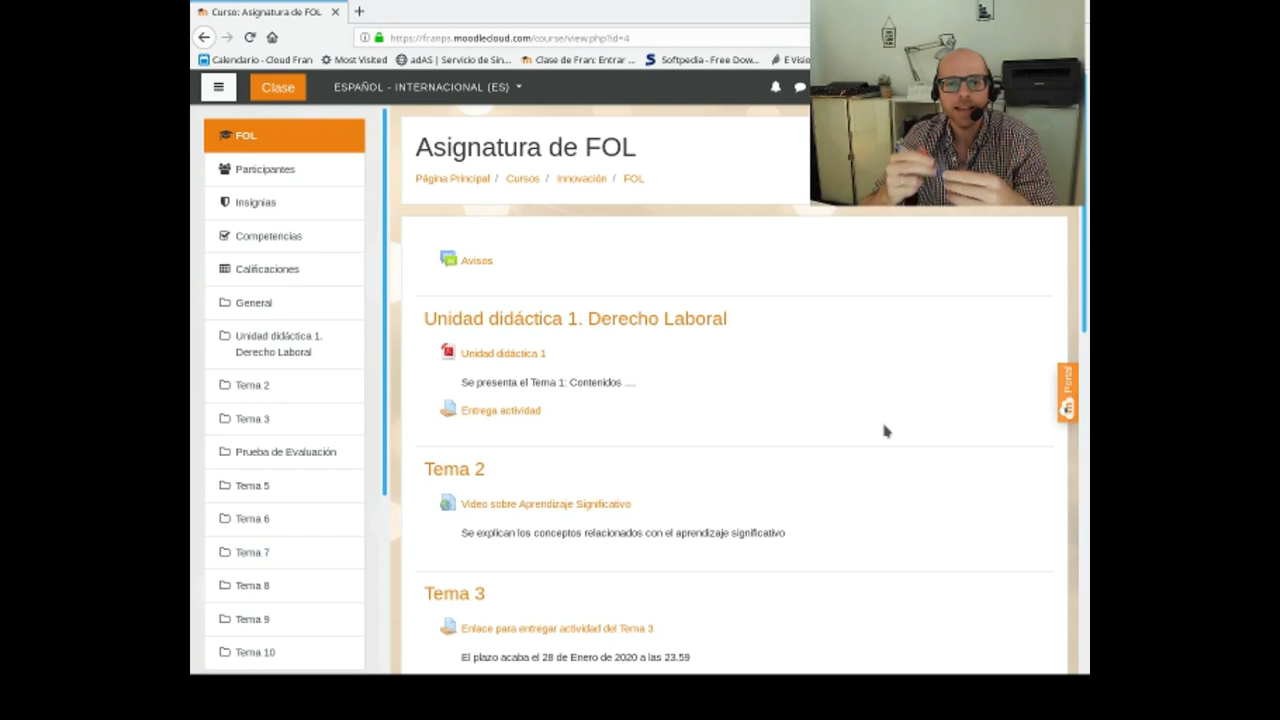 Curso: Asignatura de FOL
https://franps.moodlecloud.com/course/view.php?id=4
Calendario - Cloud Fran
Most Visited
adAS | Servicio de Sin...
Clase de Fran: Entrar ...
Softpedia - Free Dow...
E Visio
Clase
ESPAÑOL - INTERNACIONAL (ES)
FOL
Participantes
Insignias
Competencias
Calificaciones
General
Unidad didáctica 1.
Derecho Laboral
Tema 2
Tema 3
Prueba de Evaluación
Tema 5
Tema 6
Tema 7
Tema 8
Tema 9
Tema 10
Asignatura de FOL
Página Principal / Cursos / Innovación / FOL
Avisos
Unidad didáctica 1. Derecho Laboral
Unidad didáctica 1
Se presenta el Tema 1: Contenidos ....
Entrega actividad
Tema 2
Video sobre Aprendizaje Significativo
Se explican los conceptos relacionados con el aprendizaje significativo
Tema 3
Enlace para entregar actividad del Tema 3
El plazo acaba el 28 de Enero de 2020 a las 23.59
Portal